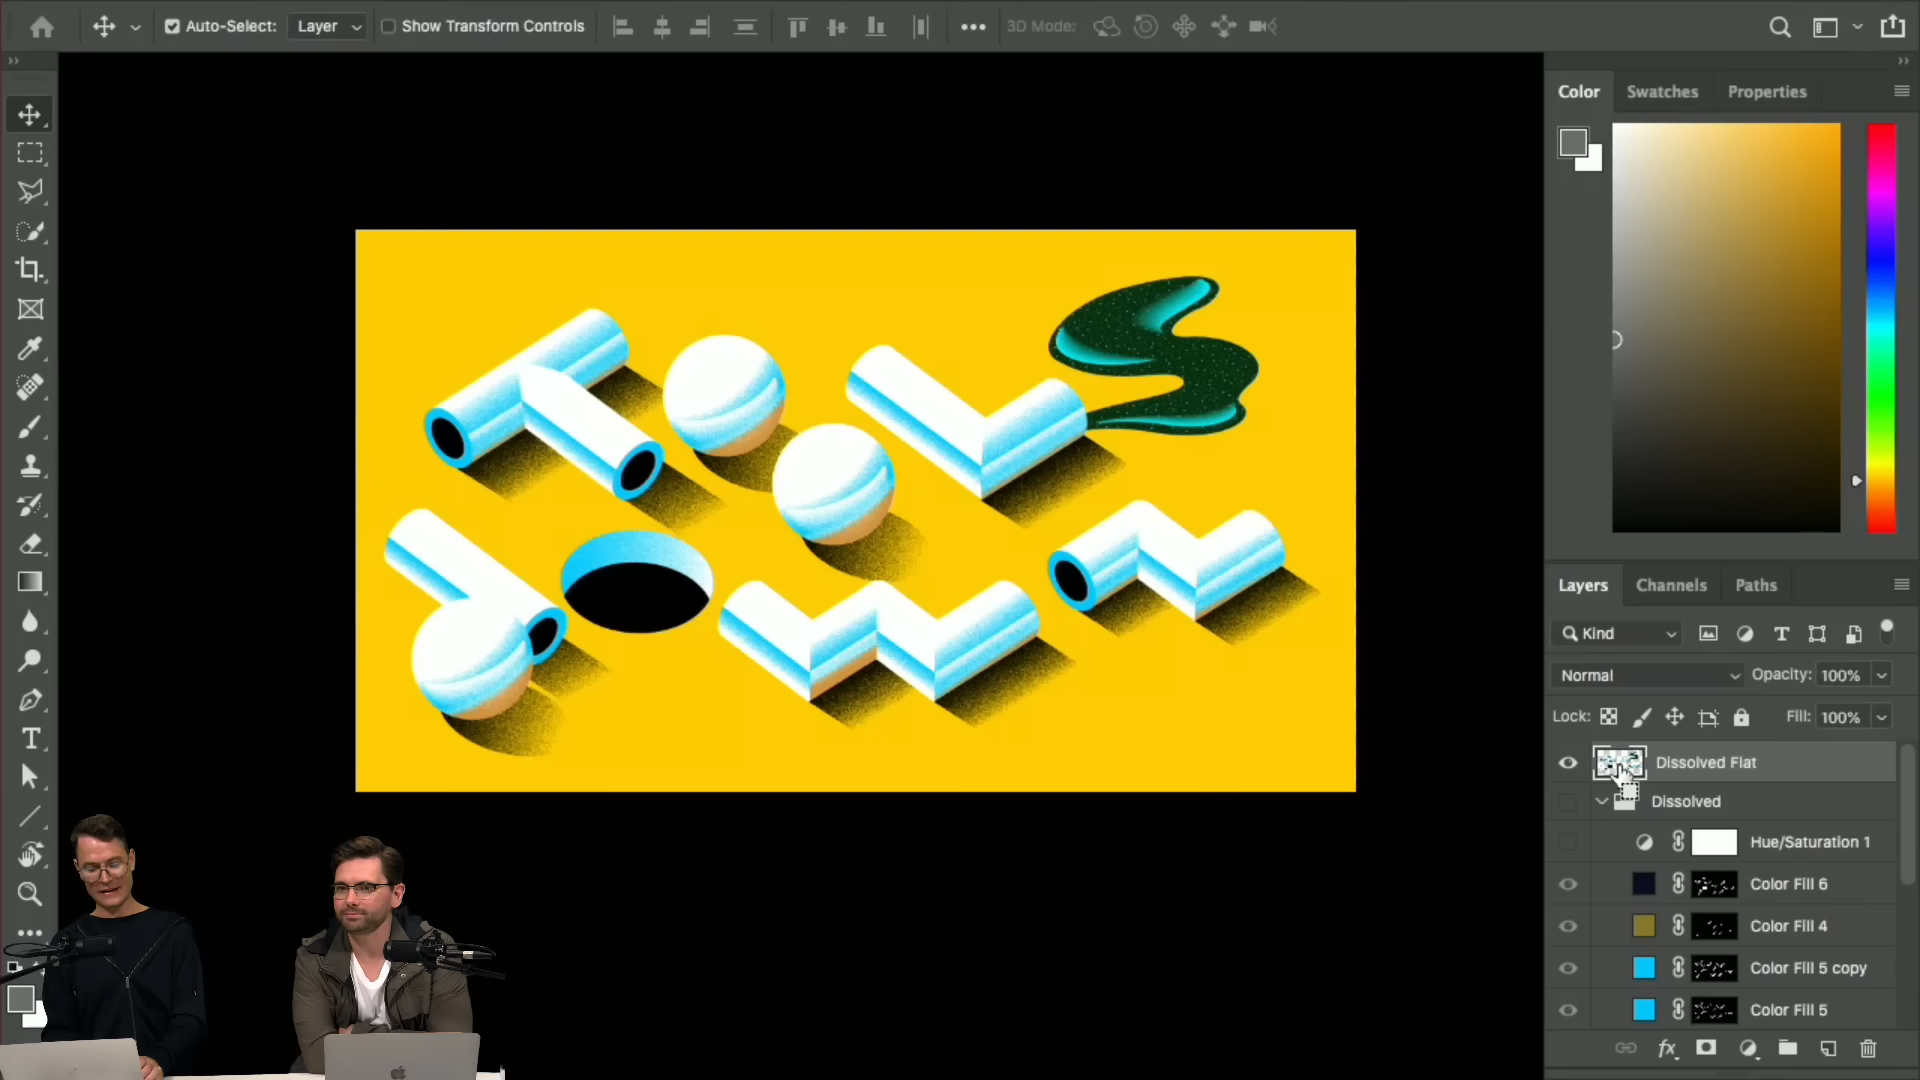 Auto-Select: Layer Show Transform Controls 3D Mode:
Color Swatches Properties
Layers Channels Paths
Kind
Normal Opacity: 100%
Lock: Fill: 100%
Dissolved Flat
Dissolved
Hue/Saturation 1
Color Fill 6
Color Fill 4
Color Fill 5 copy
Color Fill 5